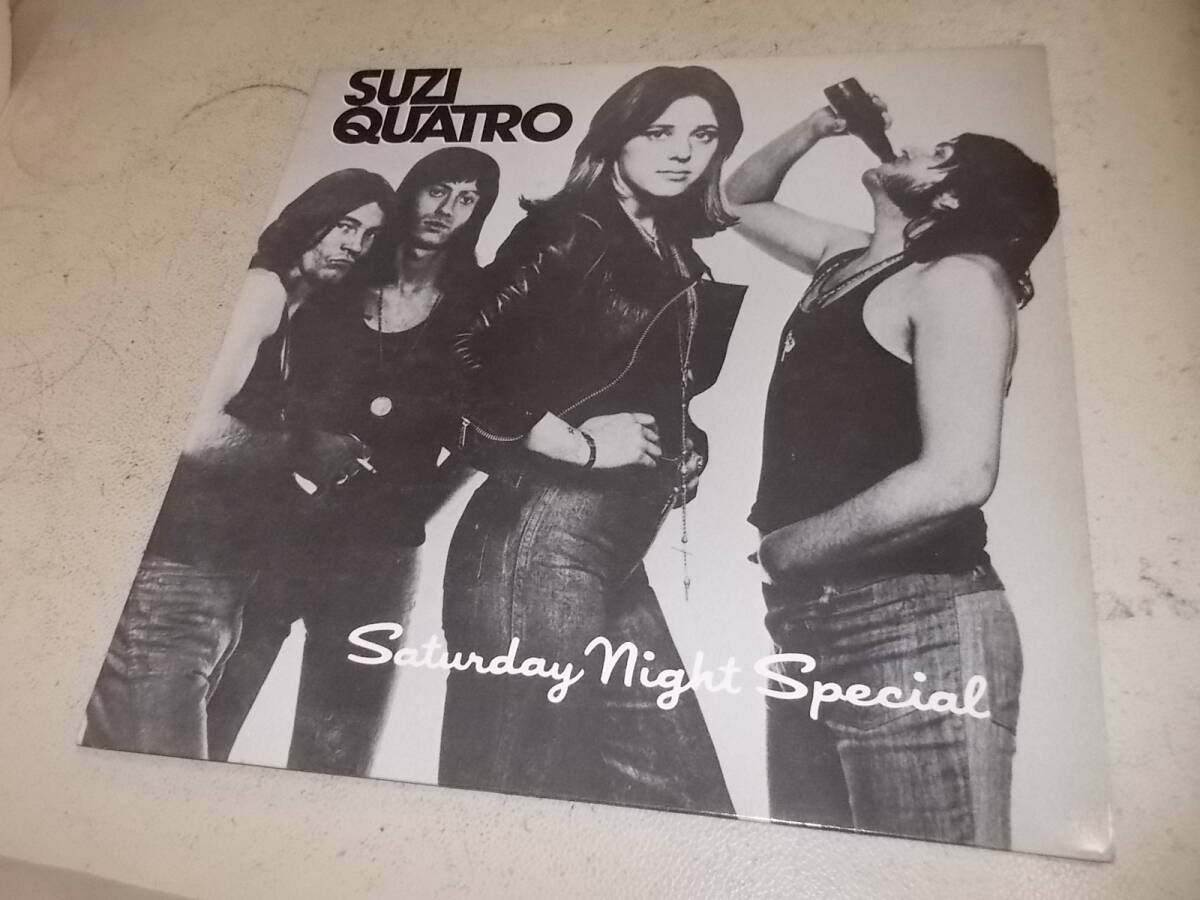 SUZI
QUATRO
Saturday Night Special